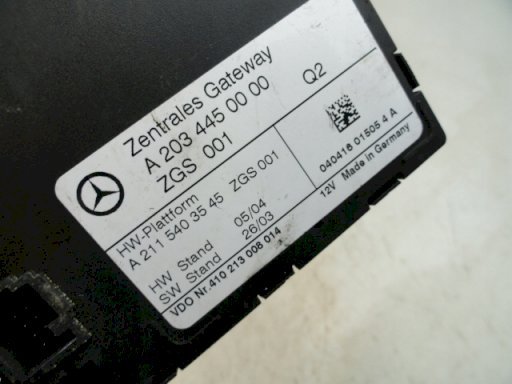 Zentrales Gateway
A 203 445 00 00 Q2
ZGS 001
HW-Plattform
A 211 540 35 45 ZGS 001
HW Stand 05/04
SW Stand 26/03
VDO Nr.410 213 008 014
040416 01505 4 A
12V Made in Germany